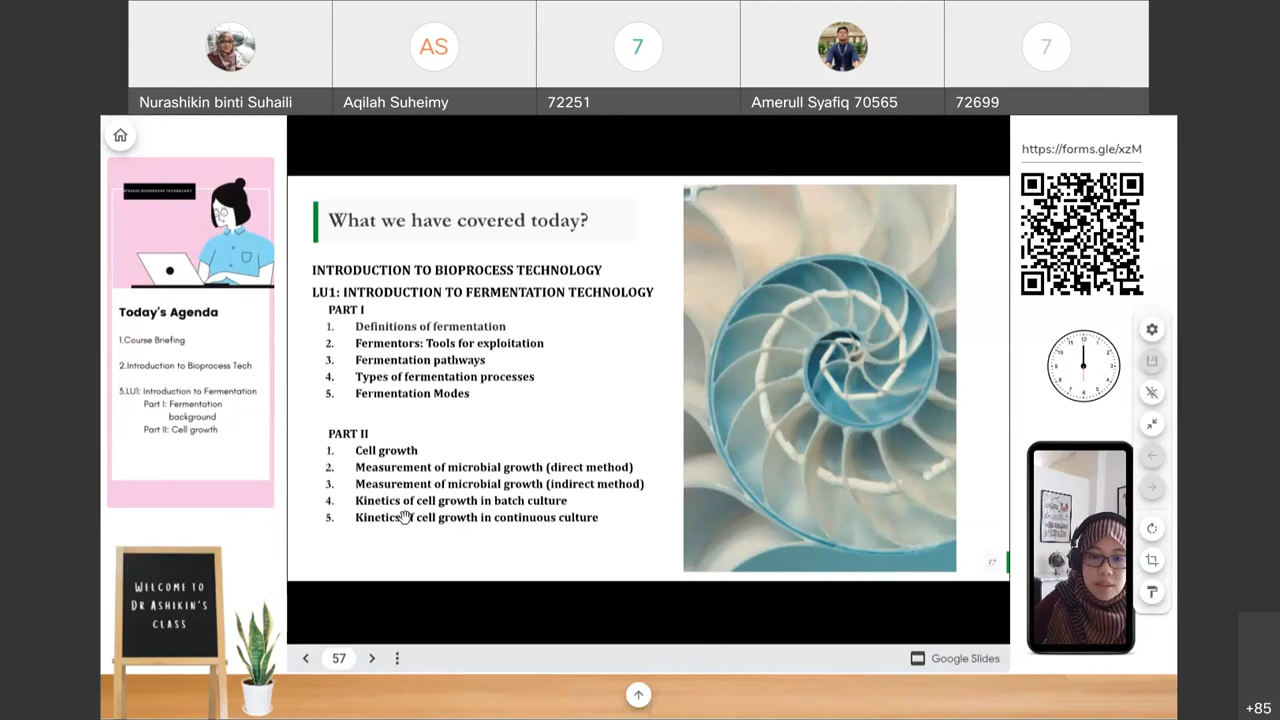 AS
7
7
Nurashikin binti Suhaili
Aqilah Suheimy
72251
Amerull Syafiq 70565
72699
STK2133 BIOPROCESS TECHNOLOGY
Today's Agenda
1.Course Briefing
2.Introduction to Bioprocess Tech
3.LU1: Introduction to Fermentation
Part I: Fermentation
background
Part II: Cell growth
WELCOME TO
DR ASHIKIN'S
CLASS
What we have covered today?
INTRODUCTION TO BIOPROCESS TECHNOLOGY
LU1: INTRODUCTION TO FERMENTATION TECHNOLOGY
PART I
1. Definitions of fermentation
2. Fermentors: Tools for exploitation
3. Fermentation pathways
4. Types of fermentation processes
5. Fermentation Modes
PART II
1. Cell growth
2. Measurement of microbial growth (direct method)
3. Measurement of microbial growth (indirect method)
4. Kinetics of cell growth in batch culture
5. Kinetics of cell growth in continuous culture
57
57
Google Slides
https://forms.gle/xzM
+85